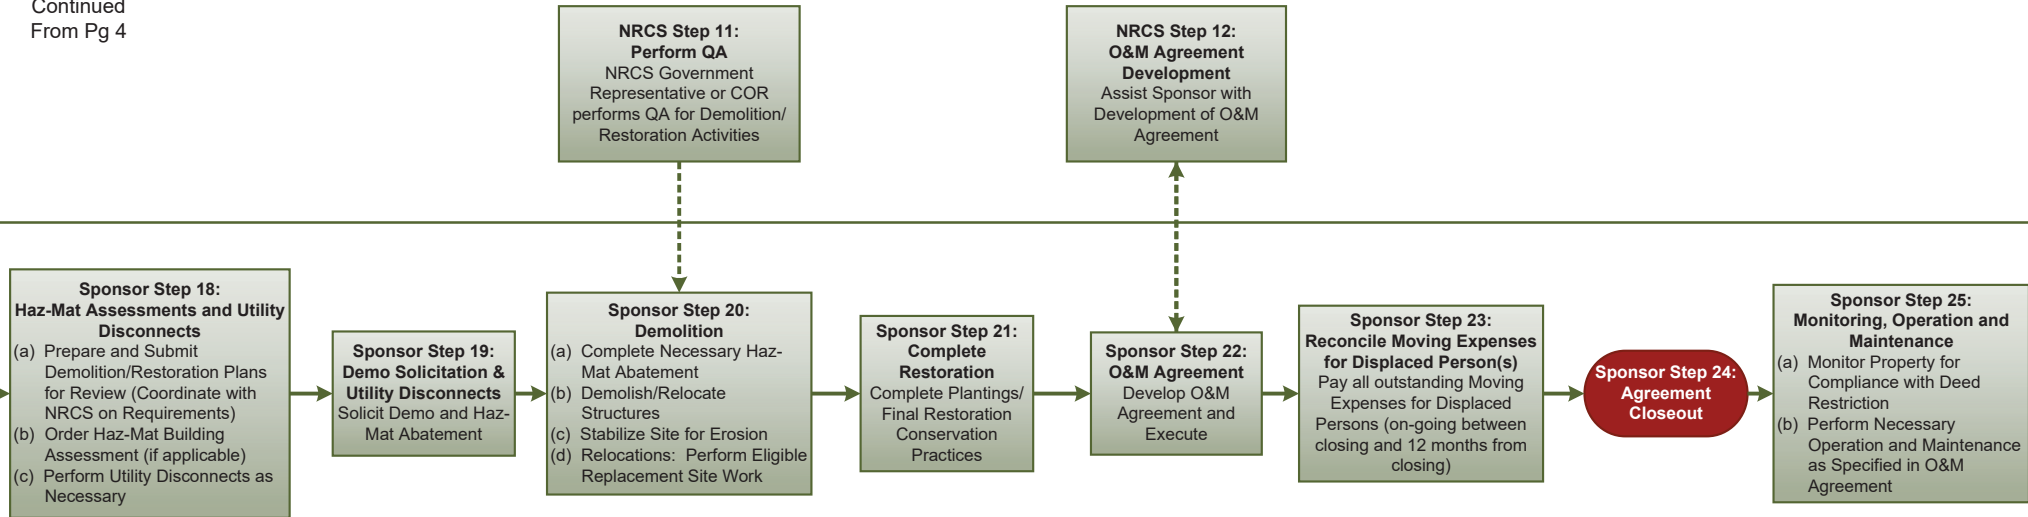 Continued
From Pg 4
NRCS Step 11:
Perform QA
NRCS Government
Representative or COR
performs QA for Demolition/
Restoration Activities
NRCS Step 12:
O&M Agreement
Development
Assist Sponsor with
Development of O&M
Agreement
Sponsor Step 18:
Haz-Mat Assessments and Utility
Disconnects
(a) Prepare and Submit
Demolition/Restoration Plans
for Review (Coordinate with
NRCS on Requirements)
(b) Order Haz-Mat Building
Assessment (if applicable)
(c) Perform Utility Disconnects as
Necessary
Sponsor Step 19:
Demo Solicitation &
Utility Disconnects
Solicit Demo and Haz-
Mat Abatement
Sponsor Step 20:
Demolition
(a) Complete Necessary Haz-
Mat Abatement
(b) Demolish/Relocate
Structures
(c) Stabilize Site for Erosion
(d) Relocations: Perform Eligible
Replacement Site Work
Sponsor Step 21:
Complete
Restoration
Complete Plantings/
Final Restoration
Conservation
Practices
Sponsor Step 22:
O&M Agreement
Develop O&M
Agreement and
Execute
Sponsor Step 23:
Reconcile Moving Expenses
for Displaced Person(s)
Pay all outstanding Moving
Expenses for Displaced
Persons (on-going between
closing and 12 months from
closing)
Sponsor Step 24:
Agreement
Closeout
Sponsor Step 25:
Monitoring, Operation and
Maintenance
(a) Monitor Property for
Compliance with Deed
Restriction
(b) Perform Necessary
Operation and Maintenance
as Specified in O&M
Agreement